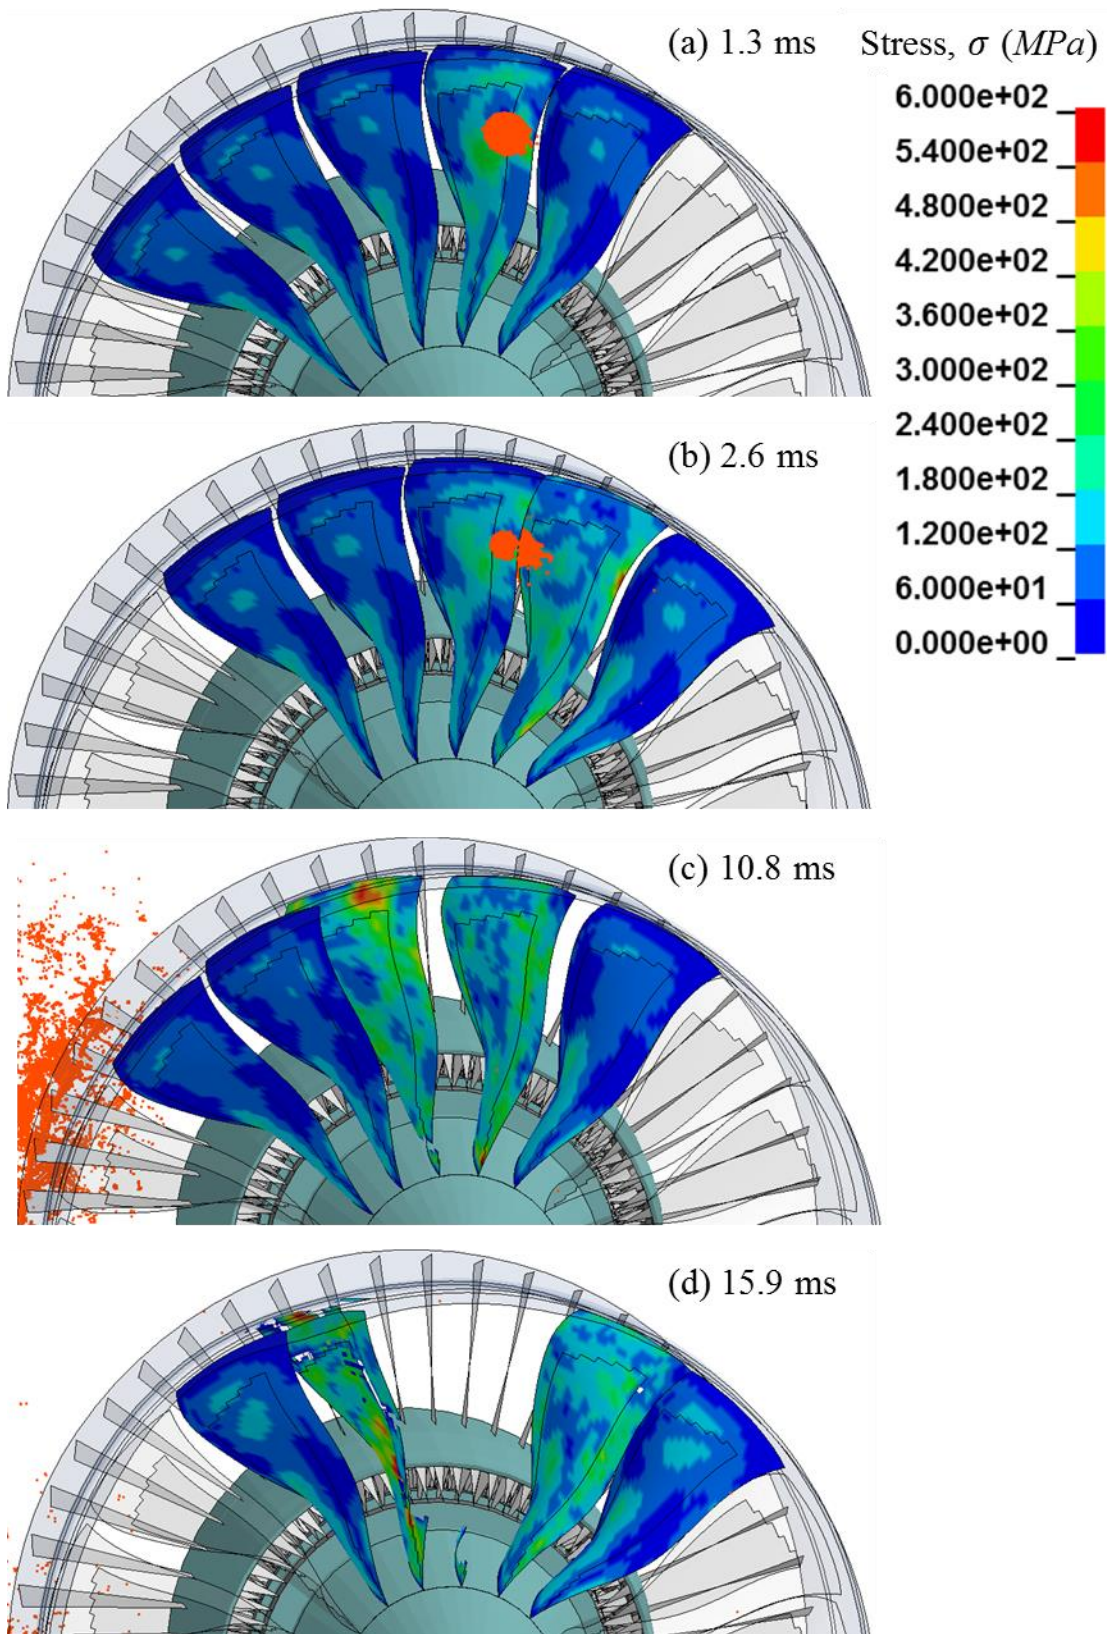 (a) 1.3 ms
Stress, σ (MPa)
6.000e+02
5.400e+02
4.800e+02
4.200e+02
3.600e+02
3.000e+02
2.400e+02
1.800e+02
1.200e+02
6.000e+01
0.000e+00
(b) 2.6 ms
(c) 10.8 ms
(d) 15.9 ms